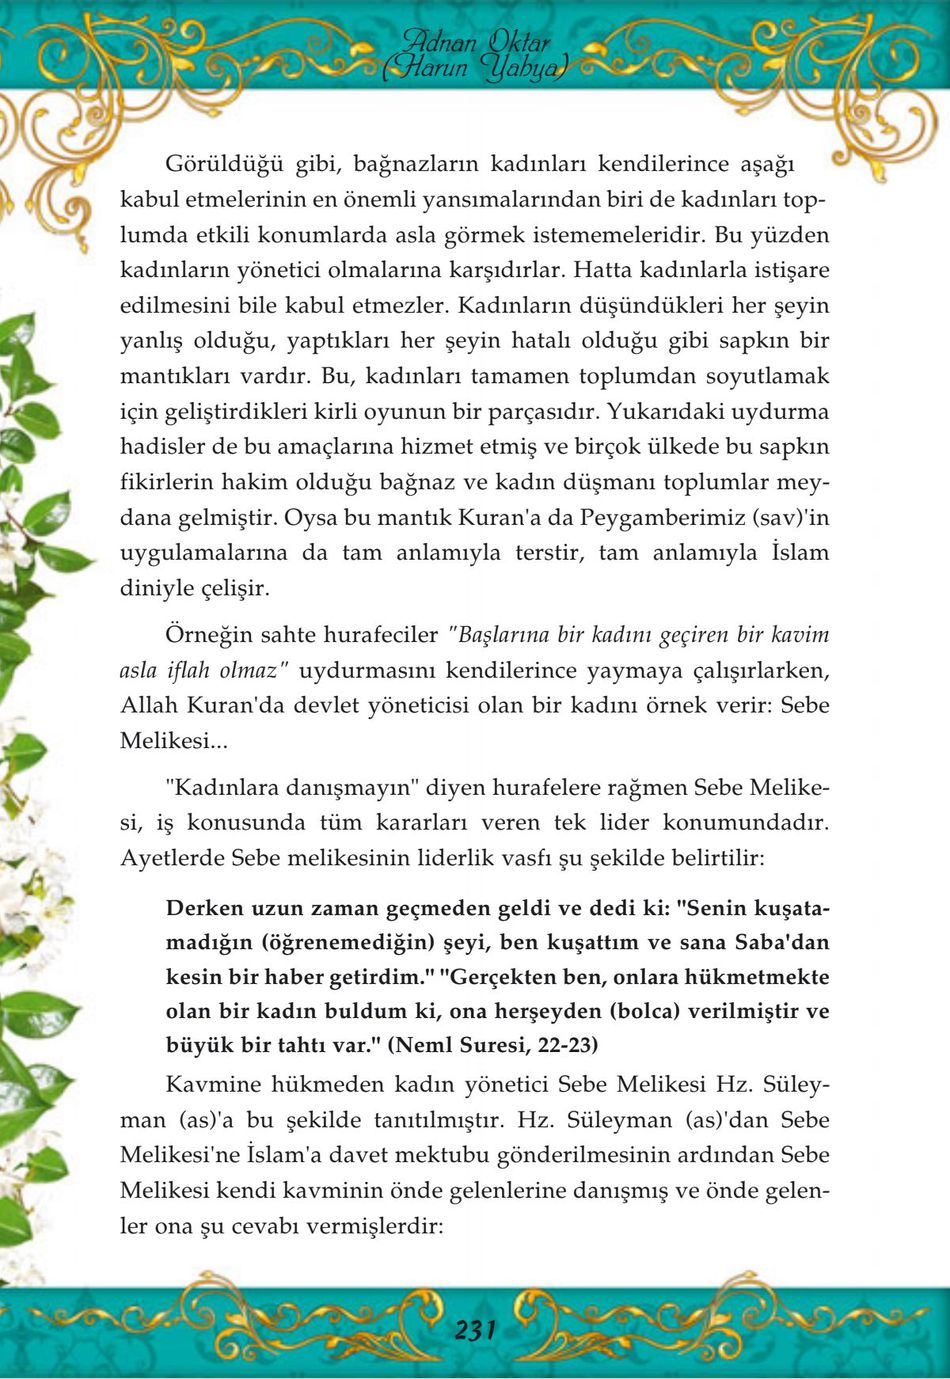 Adnan Oktar
(Harun Yahya)
Görüldüğü gibi, bağnazların kadınları kendilerince aşağı
kabul etmelerinin en önemli yansımalarından biri de kadınları top-
lumda etkili konumlarda asla görmek istememeleridir. Bu yüzden
kadınların yönetici olmalarına karşıdırlar. Hatta kadınlarla istişare
edilmesini bile kabul etmezler. Kadınların düşündükleri her şeyin
yanlış olduğu, yaptıkları her şeyin hatalı olduğu gibi sapkın bir
mantıkları vardır. Bu, kadınları tamamen toplumdan soyutlamak
için geliştirdikleri kirli oyunun bir parçasıdır. Yukarıdaki uydurma
hadisler de bu amaçlarına hizmet etmiş ve birçok ülkede bu sapkın
fikirlerin hakim olduğu bağnaz ve kadın düşmanı toplumlar mey-
dana gelmiştir. Oysa bu mantık Kuran'a da Peygamberimiz (sav)'in
uygulamalarına da tam anlamıyla terstir, tam anlamıyla İslam
diniyle çelişir.
Örneğin sahte hurafeciler "Başlarına bir kadını geçiren bir kavim
asla iflah olmaz" uydurmasını kendilerince yaymaya çalışırlarken,
Allah Kuran'da devlet yöneticisi olan bir kadını örnek verir: Sebe
Melikesi...
"Kadınlara danışmayın" diyen hurafelere rağmen Sebe Melike-
si, iş konusunda tüm kararları veren tek lider konumundadır.
Ayetlerde Sebe melikesinin liderlik vasfı şu şekilde belirtilir:
Derken uzun zaman geçmeden geldi ve dedi ki: "Senin kuşata-
madığın (öğrenemediğin) şeyi, ben kuşattım ve sana Saba'dan
kesin bir haber getirdim." "Gerçekten ben, onlara hükmetmekte
olan bir kadın buldum ki, ona herşeyden (bolca) verilmiştir ve
büyük bir tahtı var." (Neml Suresi, 22-23)
Kavmine hükmeden kadın yönetici Sebe Melikesi Hz. Süley-
man (as)'a bu şekilde tanıtılmıştır. Hz. Süleyman (as)'dan Sebe
Melikesi'ne İslam'a davet mektubu gönderilmesinin ardından Sebe
Melikesi kendi kavminin önde gelenlerine danışmış ve önde gelen-
ler ona şu cevabı vermişlerdir:
231